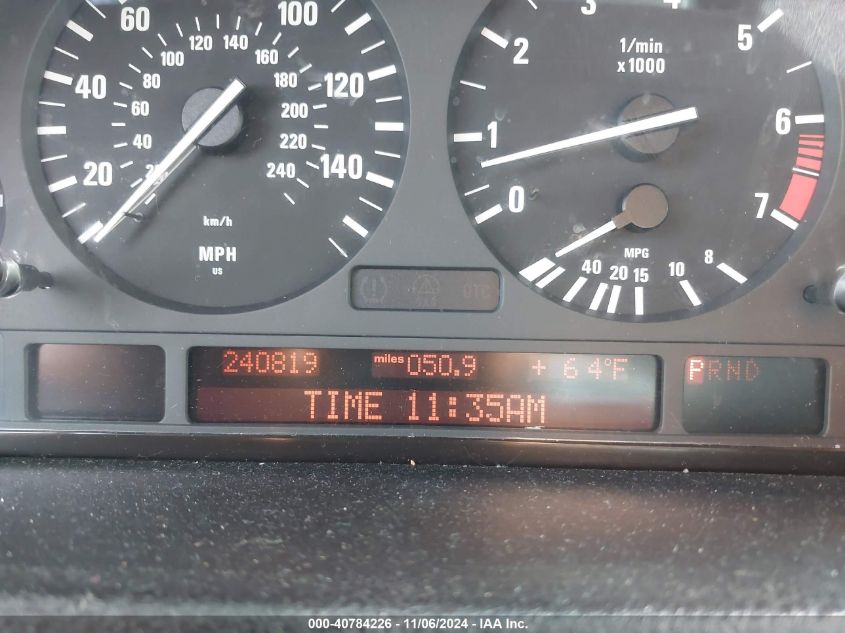 60 100
40 120
20 140
20 40 60 80 100 120 140 160 180 200 220 240
km/h
MPH
US
0 1 2 3 4 5 6 7
1/min
x1000
MPG
40 20 15 10 8
DTC
240819 miles 050.9 + 64°F PRND
TIME 11:35AM
000-40784226 - 11/06/2024 - IAA Inc.